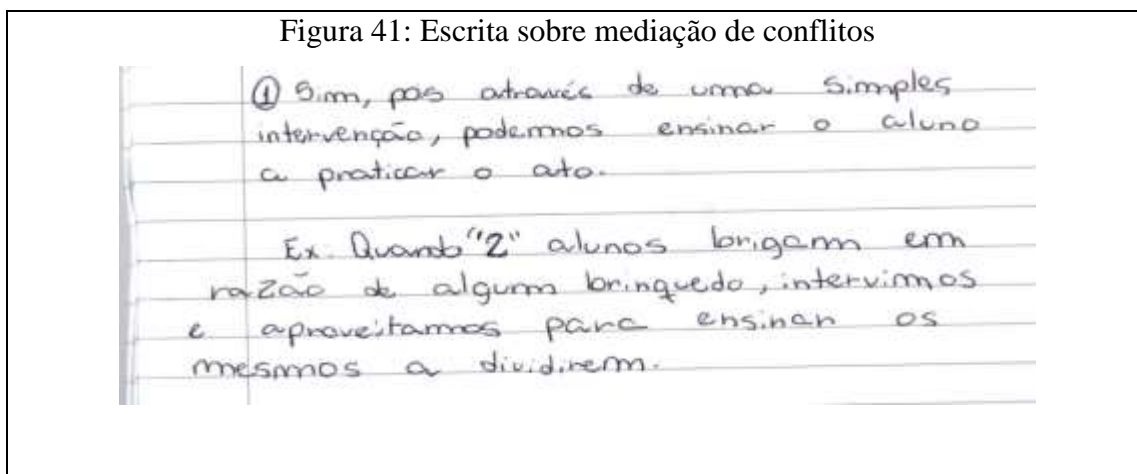 Figura 41: Escrita sobre mediação de conflitos
① Sim, pois através de uma simples
intervenção, podemos ensinar o aluno
a praticar o ato.
Ex: Quando "2" alunos brigam em
razão de algum brinquedo, intervimos
e aproveitamos para ensinar os
mesmos a dividirem.